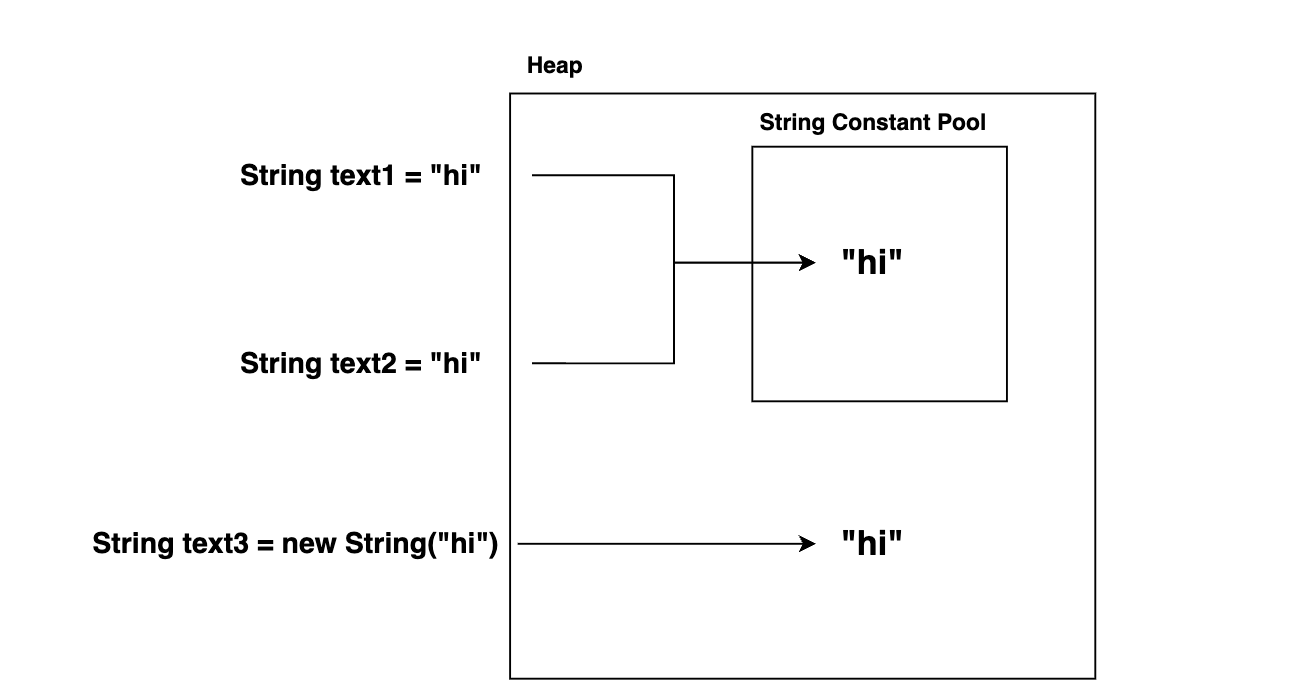 Heap
String Constant Pool
String text1 = "hi"
"hi"
String text2 = "hi"
String text3 = new String("hi")
"hi"